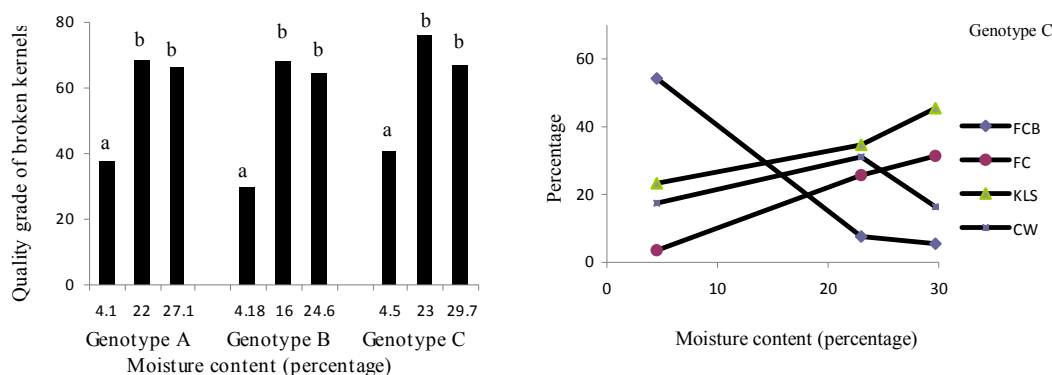 Quality grade of broken kernels
80
60
40
20
0
a
b
b
a
b
b
a
b
b
4.1 22 27.1 4.18 16 24.6 4.5 23 29.7
Genotype A Genotype B Genotype C
Moisture content (percentage)
Genotype C
Percentage
60
40
20
0
0 10 20 30
Moisture content (percentage)
FCB
FC
KLS
CW